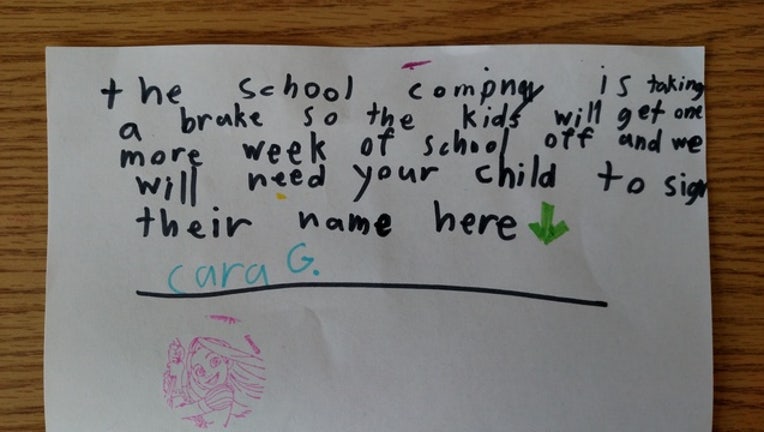 the school compny is taking
a brake so the kids will get one
more week of school off and we
will need your child to sign
their name here
cara G.